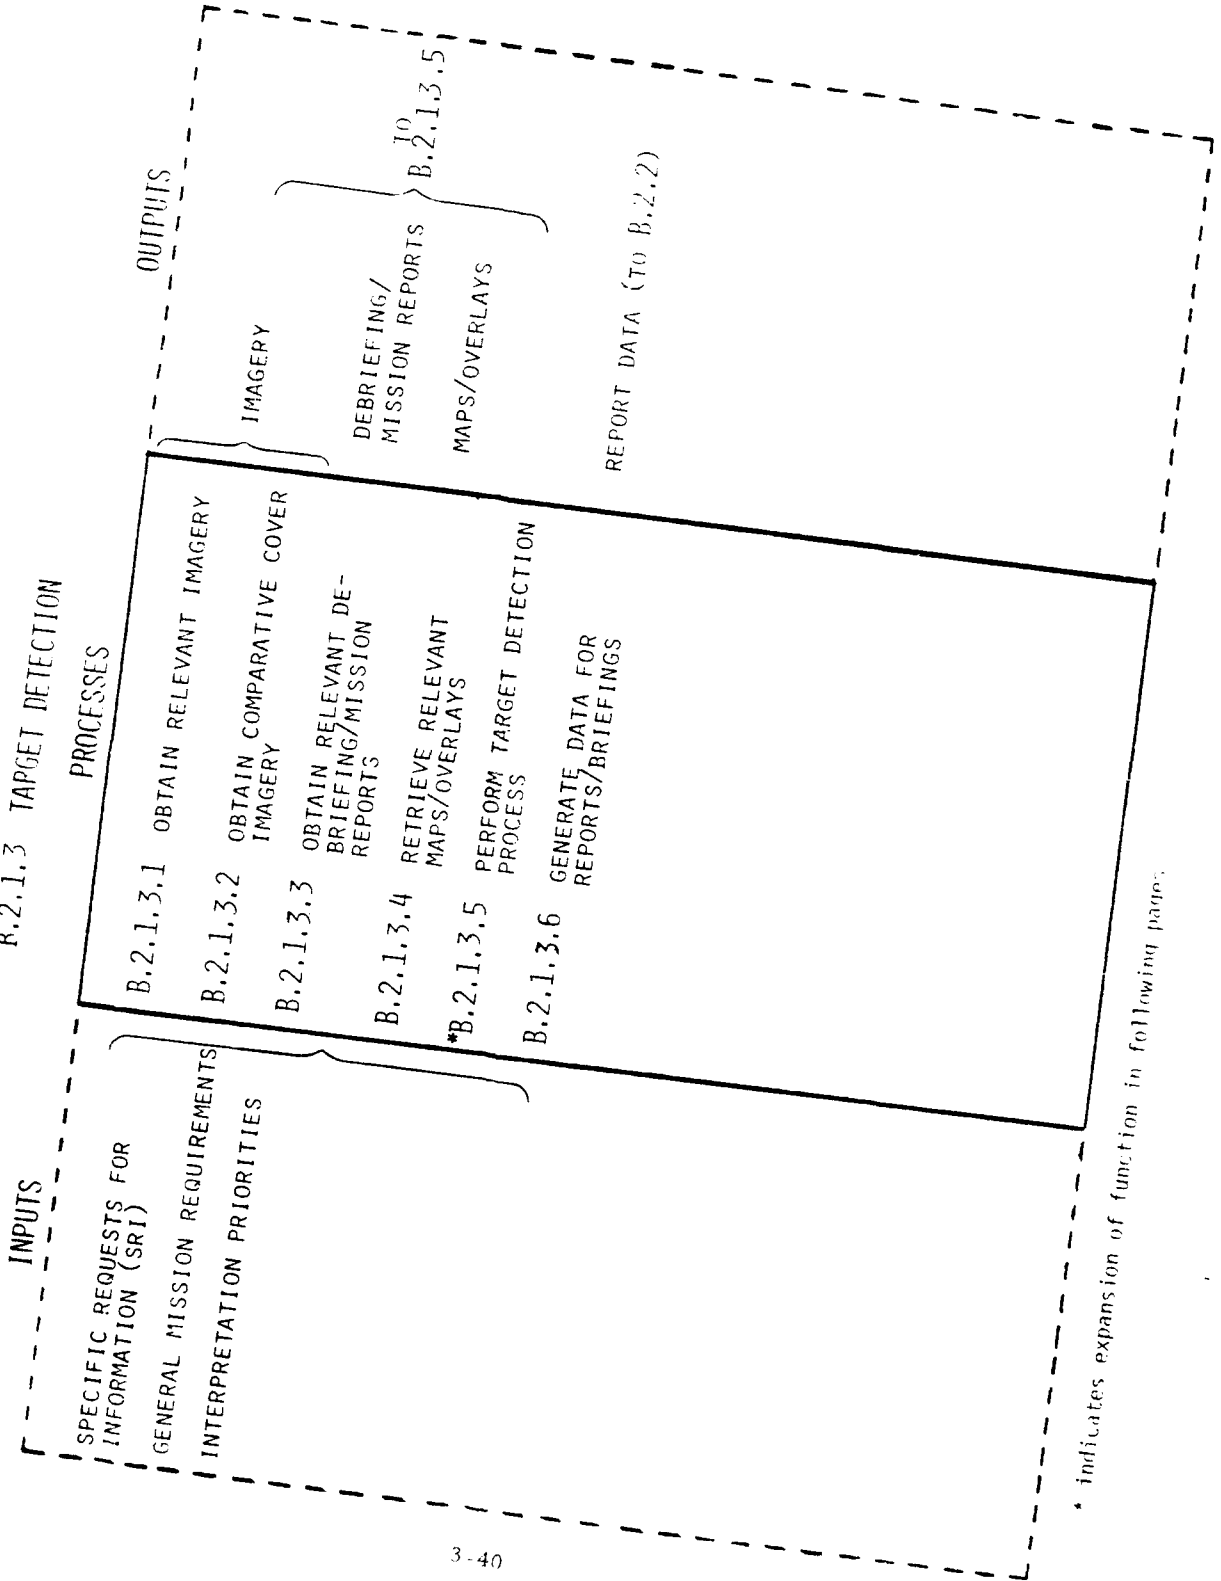 B.2.1.3 TARGET DETECTION
INPUTS
PROCESSES
OUTPUTS
SPECIFIC REQUESTS FOR
INFORMATION (SRI)
GENERAL MISSION REQUIREMENTS
INTERPRETATION PRIORITIES
B.2.1.3.1 OBTAIN RELEVANT IMAGERY
B.2.1.3.2 OBTAIN COMPARATIVE COVER
IMAGERY
B.2.1.3.3 OBTAIN RELEVANT DE-
BRIEFING/MISSION
REPORTS
B.2.1.3.4 RETRIEVE RELEVANT
MAPS/OVERLAYS
*B.2.1.3.5 PERFORM TARGET DETECTION
PROCESS
B.2.1.3.6 GENERATE DATA FOR
REPORTS/BRIEFINGS
IMAGERY
DEBRIEFING/
MISSION REPORTS
MAPS/OVERLAYS
TO
B.2.1.3.5
REPORT DATA (TO B.2.2)
* indicates expansion of function in following pages.
3-40